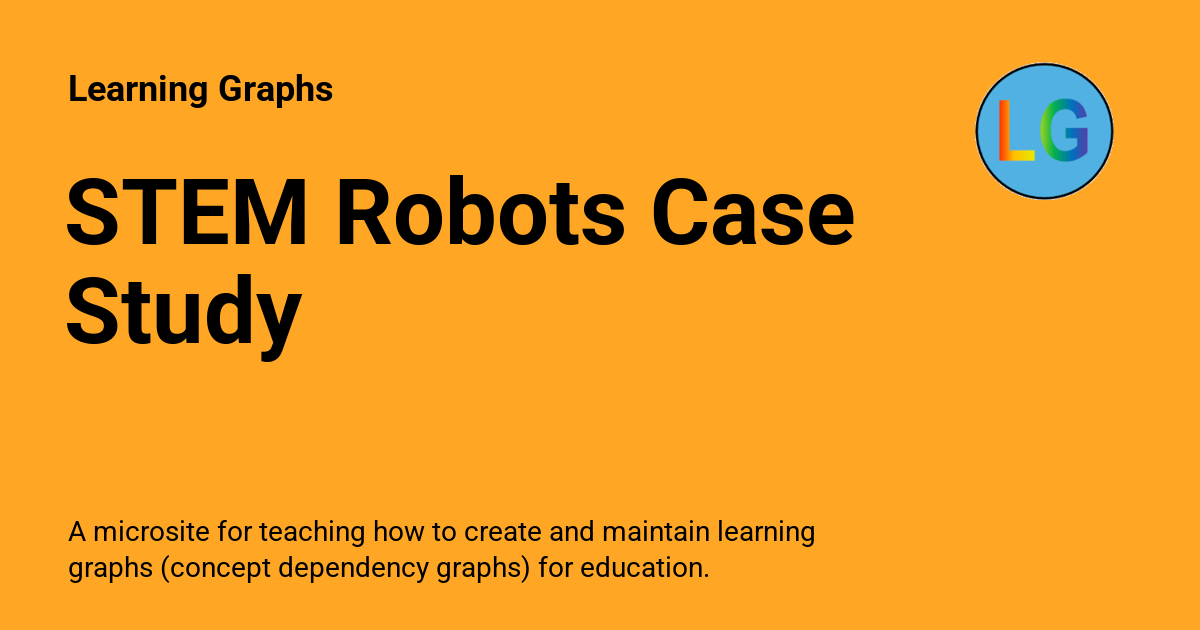 Learning Graphs
LG
STEM Robots Case
Study
A microsite for teaching how to create and maintain learning
graphs (concept dependency graphs) for education.